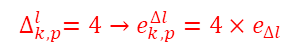 Δ^l_{k,p} = 4 → e^{Δl}_{k,p} = 4 × e_{Δl}